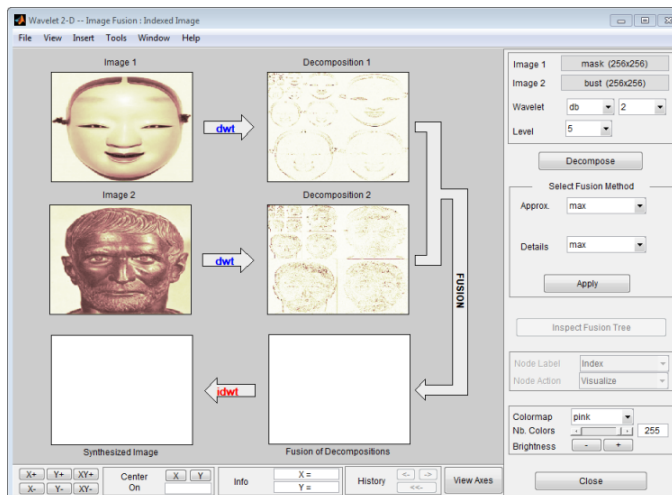 Wavelet 2-D -- Image Fusion : Indexed Image
File View Insert Tools Window Help
Image 1 Decomposition 1
dwt
Image 2 Decomposition 2
dwt
FUSION
idwt
Synthesized Image Fusion of Decompositions
Image 1 mask (256x256)
Image 2 bust (256x256)
Wavelet db 2
Level 5
Decompose
Select Fusion Method
Approx. max
Details max
Apply
Inspect Fusion Tree
Node Label Index
Node Action Visualize
Colormap pink
Nb. Colors 255
Brightness - +
X+ Y+ XY+
X- Y- XY-
Center On X Y
Info X = Y =
History <- -> <<-
View Axes
Close